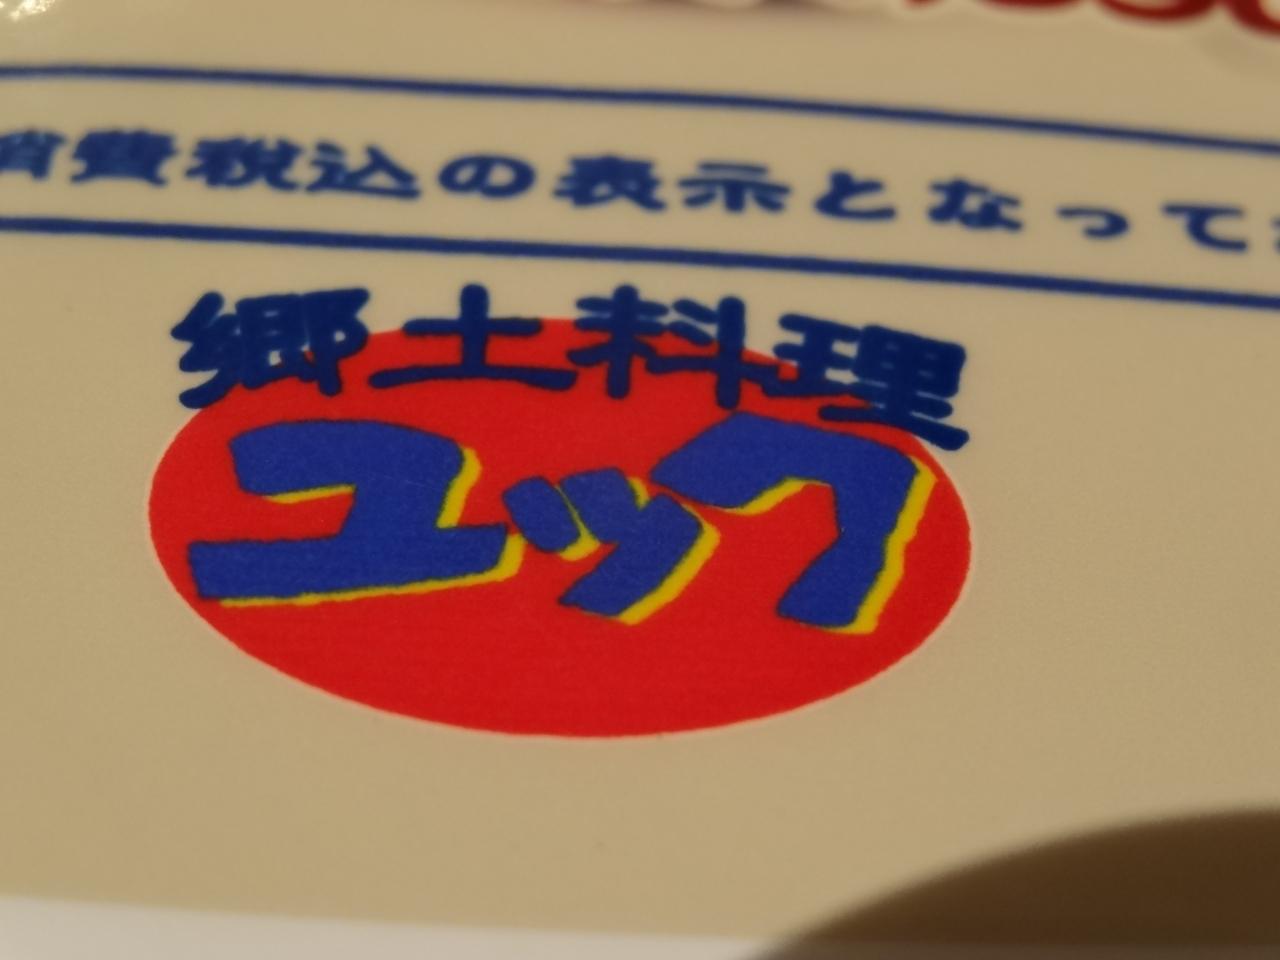 消費税込の表示となって
郷土料理
ユック